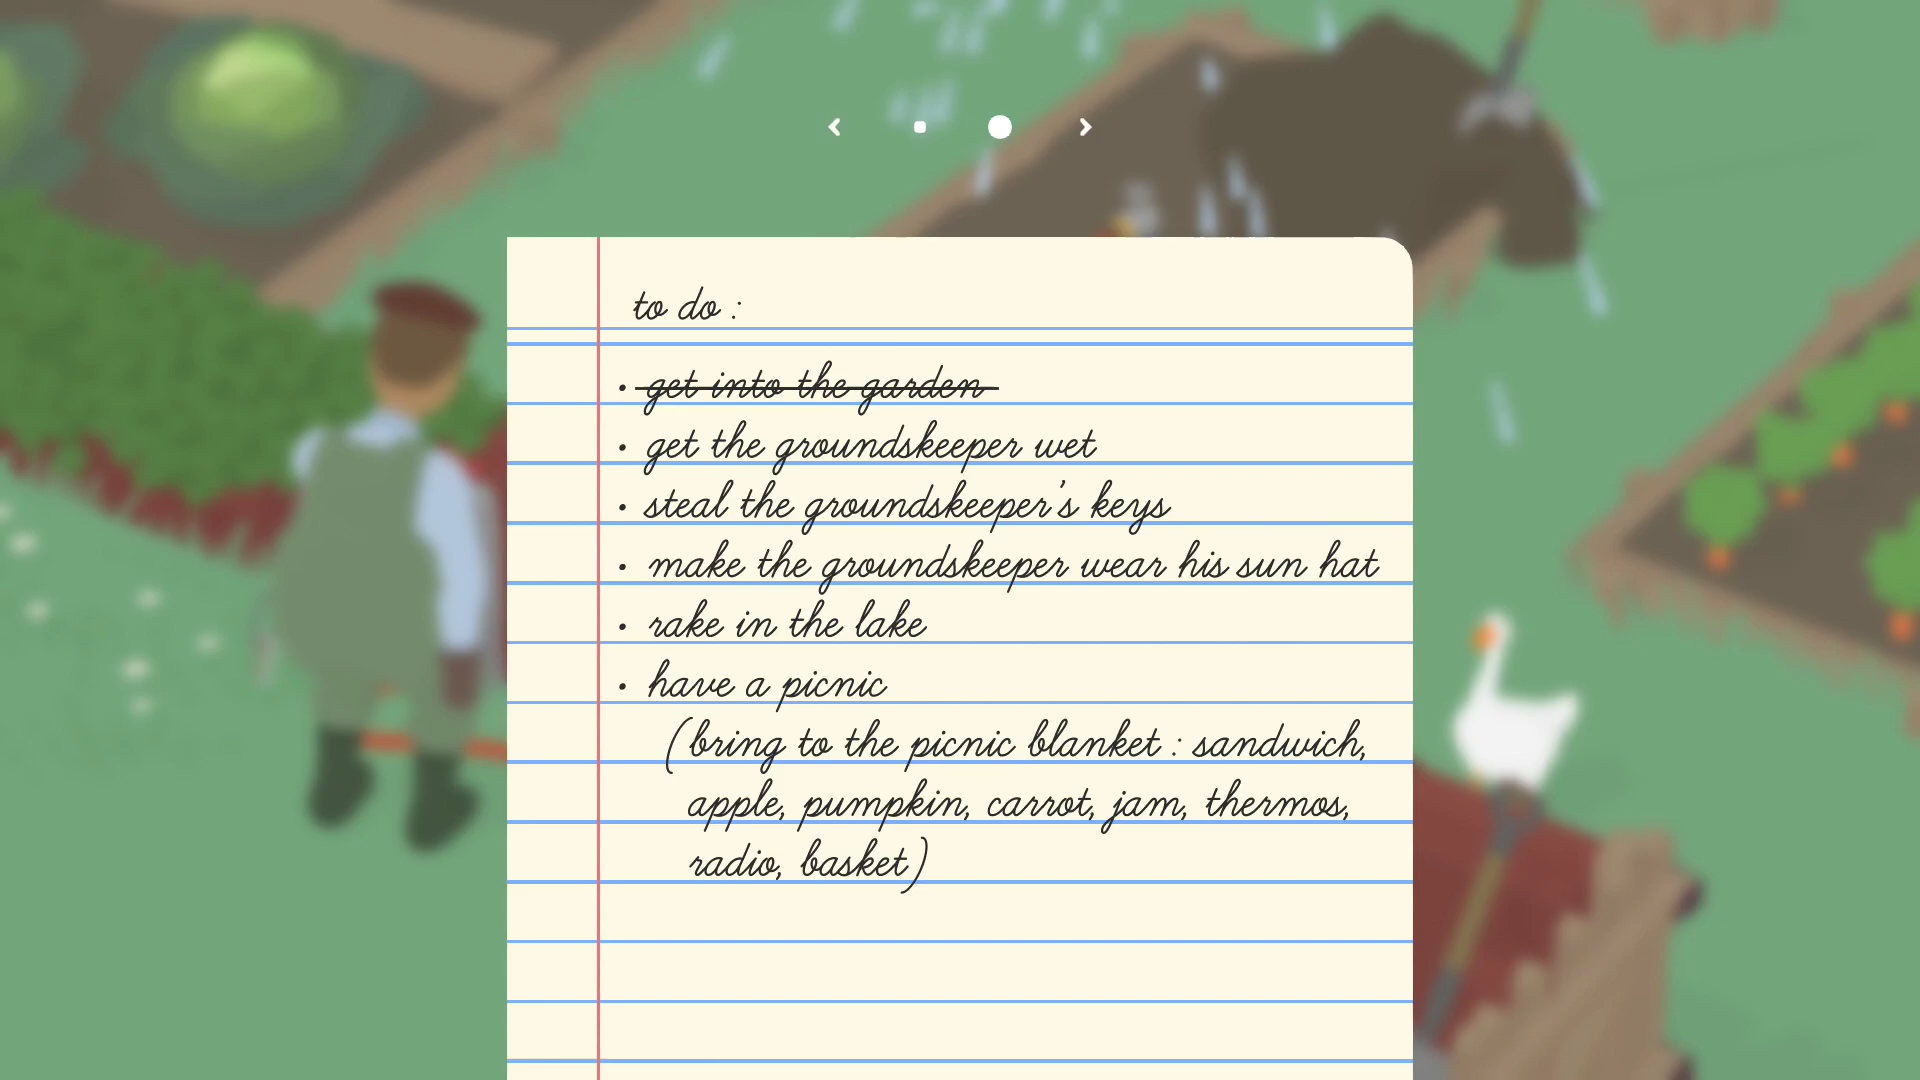 to do :
• get into the garden
• get the groundskeeper wet
• steal the groundskeeper's keys
• make the groundskeeper wear his sun hat
• rake in the lake
• have a picnic
(bring to the picnic blanket : sandwich,
apple, pumpkin, carrot, jam, thermos,
radio, basket)